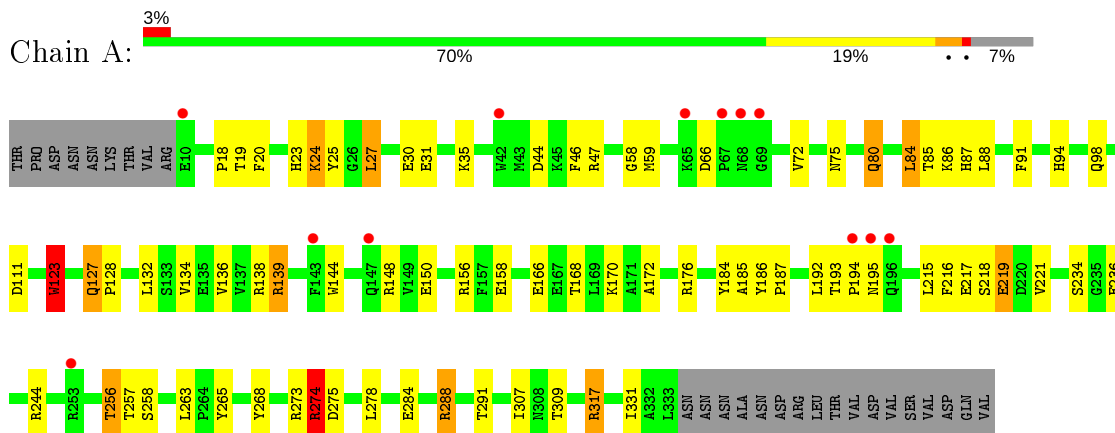 3%
Chain A:
70% 19% • • 7%
THR PRO ASP ASN ASN LYS THR VAL ARG E10 P18 T19 F20 H23 K24 Y25 G26 L27 E30 E31 K35 W42 M43 D44 K45 F46 R47 G58 M59 K65 D66 P67 N68 G69 V72 N75 Q80 L84 T85 K86 H87 L88 F91 H94 Q98
D111 W123 Q127 P128 L132 S133 V134 E135 V136 V137 R138 R139 F143 W144 Q147 R148 V149 E150 R156 F157 E158 E166 E167 T168 L169 K170 A171 A172 R176 Y184 A185 Y186 P187 L192 T193 P194 N195 Q196 L215 F216 E217 S218 E219 D220 V221 S234 G235
R244 R253 T256 T257 S258 L263 P264 Y265 Y268 R273 R274 D275 L278 E284 R288 T291 I307 N308 T309 R317 I331 A332 L333 ASN ASN ASN ALA ASN ASP ARG LEU THR VAL ASP VAL SER VAL ASP GLN VAL